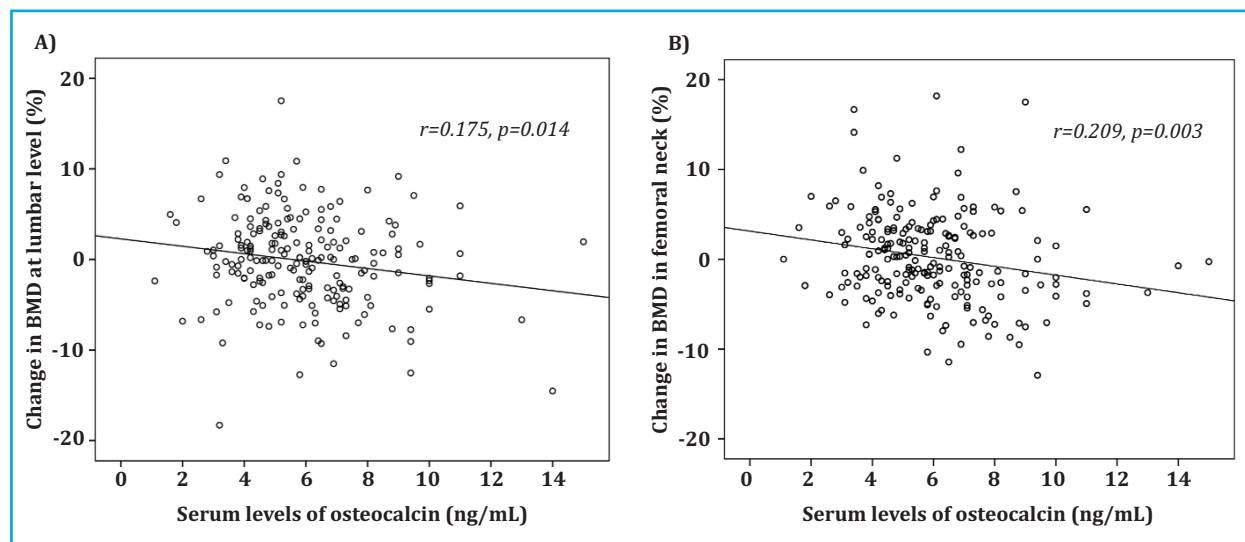 A)
Change in BMD at tumbar level (%)
20
10
0
-10
-20
r=0.175, p=0.014
0 2 4 6 8 10 12 14
Serum levels of osteocalcin (ng/mL)
B)
Change in BMD in femoral neck (%)
20
10
0
-10
-20
r=0.209, p=0.003
0 2 4 6 8 10 12 14
Serum levels of osteocalcin (ng/mL)